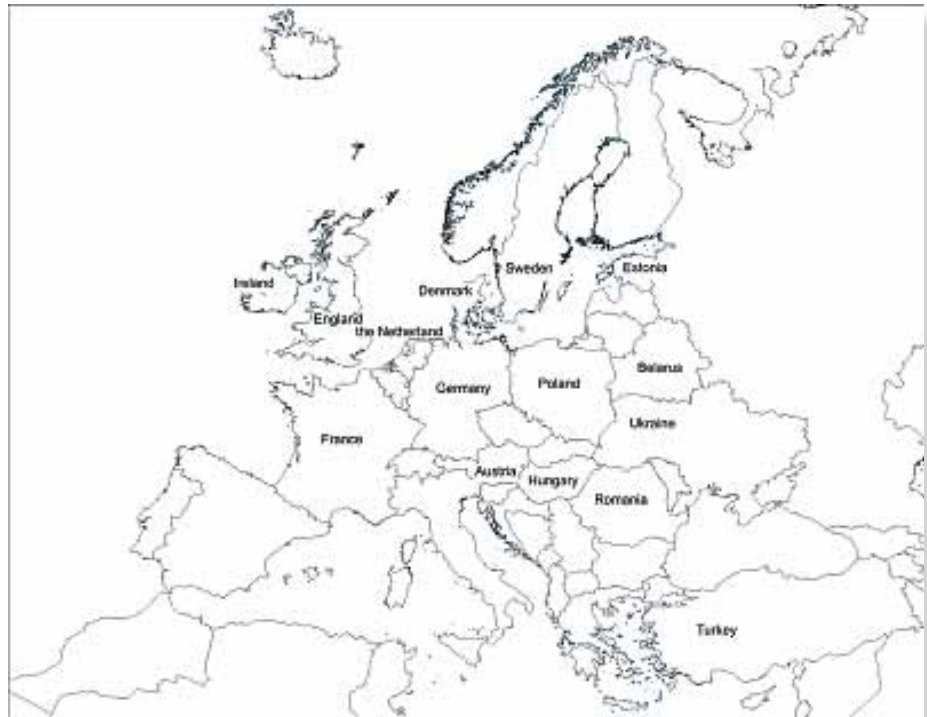 Sweden
Estonia
Ireland
Denmark
England
the Netherland
Belarus
Germany
Poland
Ukraine
France
Austria
Hungary
Romania
Turkey